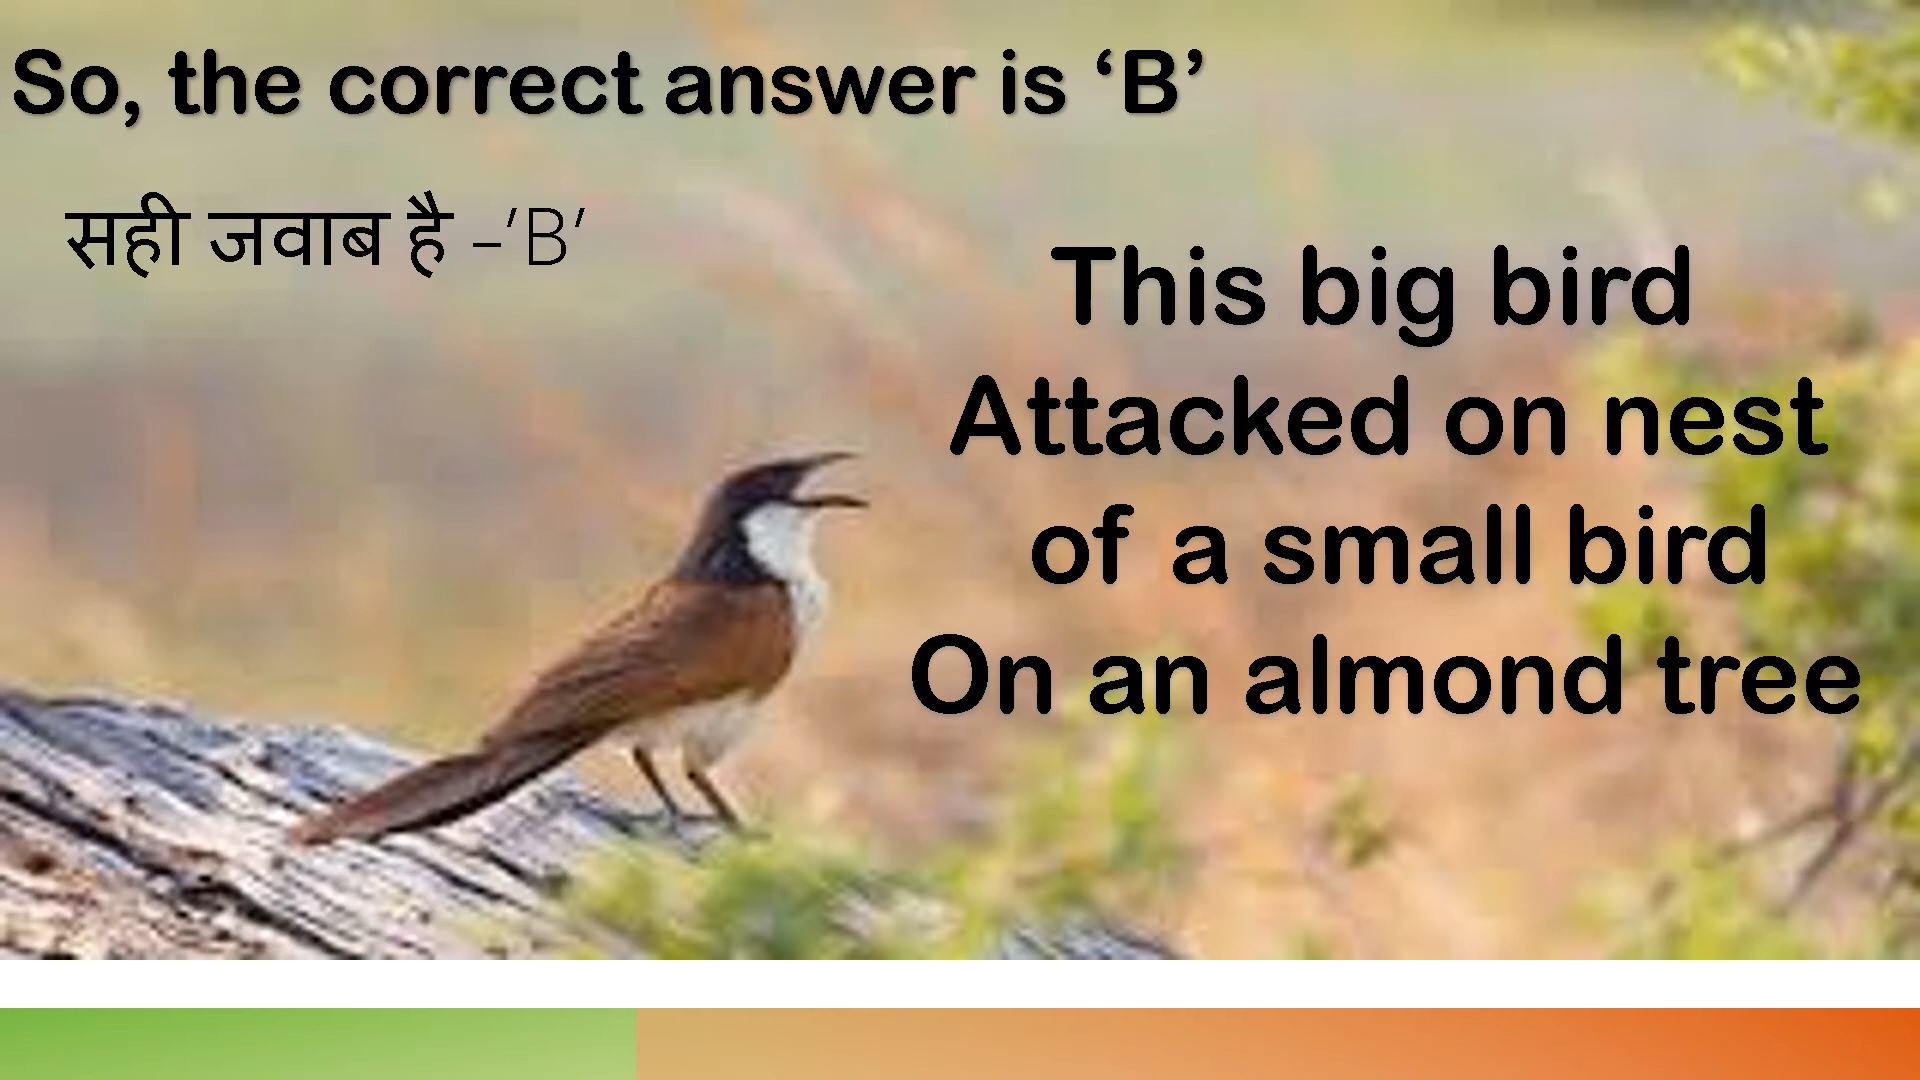 So, the correct answer is ‘B’
सही जवाब है –’B’
This big bird
Attacked on nest
of a small bird
On an almond tree